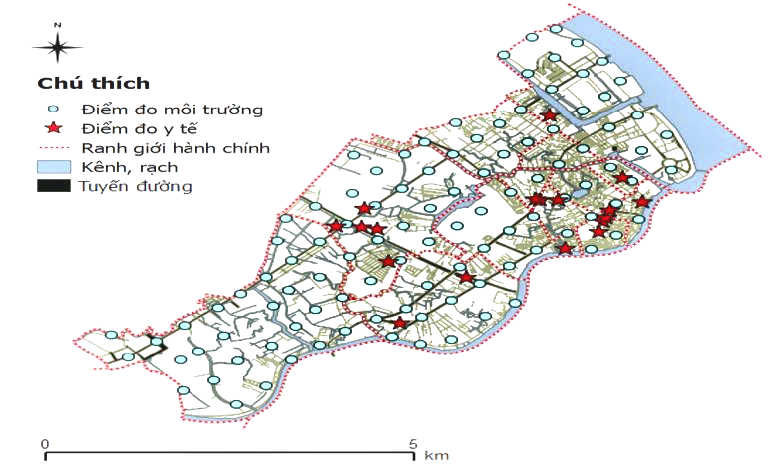 N
Chú thích
Điểm đo môi trường
Điểm đo y tế
Ranh giới hành chính
Kênh, rạch
Tuyến đường
0 5
km